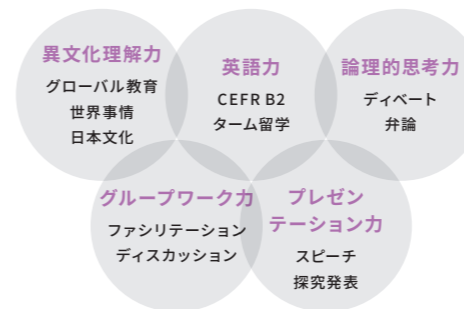 異文化理解力
グローバル教育
世界事情
日本文化
英語力
CEFR B2
ターム留学
論理的思考力
ディベート
弁論
グループワーク力
ファシリテーション
ディスカッション
プレゼン
テーション力
スピーチ
探究発表